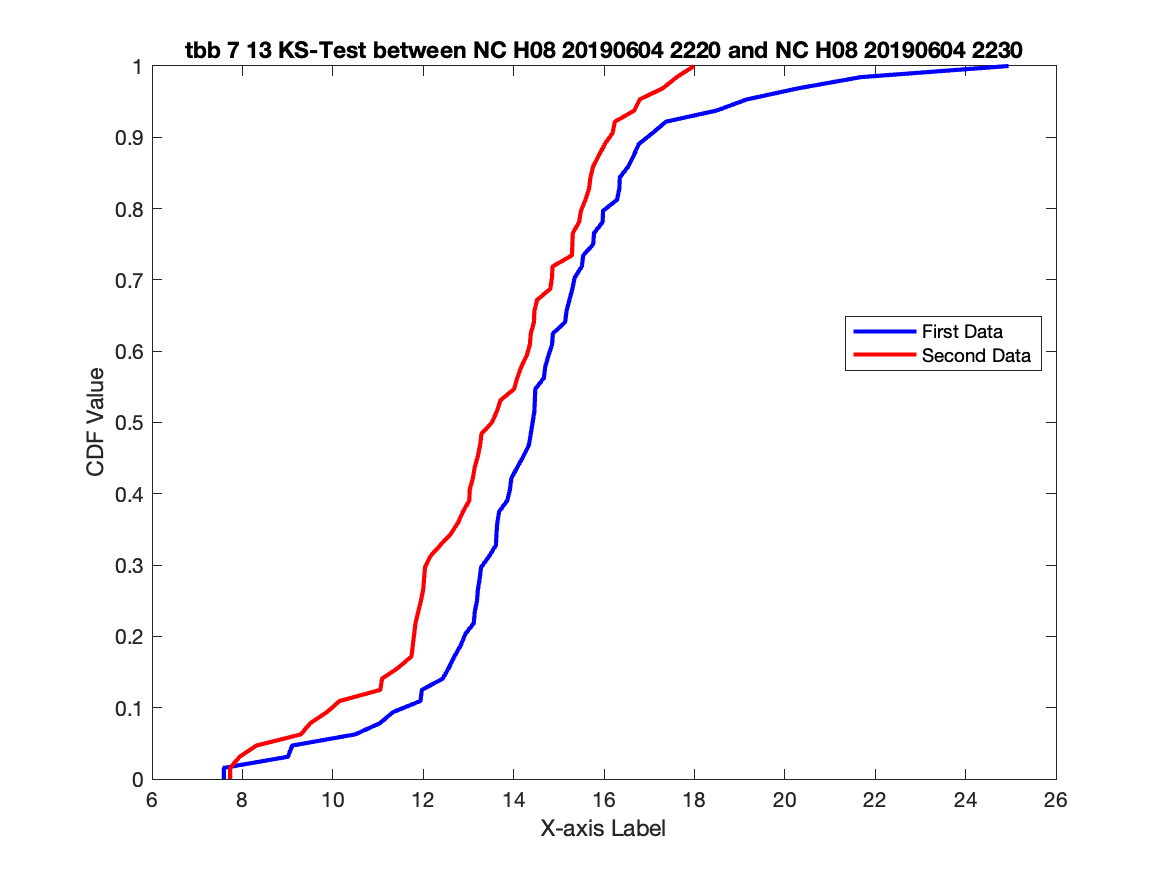 tbb 7 13 KS-Test between NC H08 20190604 2220 and NC H08 20190604 2230
1
0.9
0.8
0.7
0.6
0.5
0.4
0.3
0.2
0.1
0
CDF Value
First Data
Second Data
6 8 10 12 14 16 18 20 22 24 26
X-axis Label